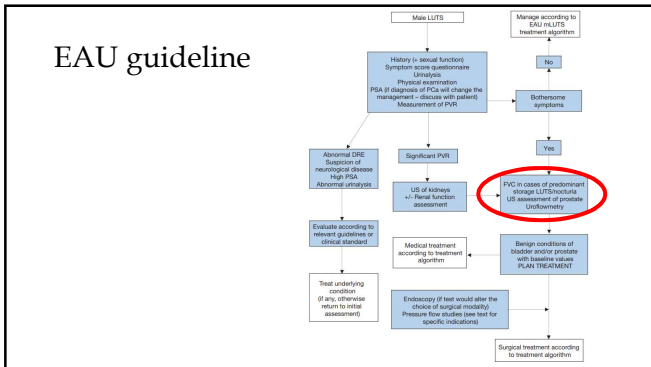 EAU guideline
Male LUTS
Manage according to
EAU mLUTS
treatment algorithm
History (+ sexual function)
Symptom score questionnaire
Urinalysis
Physical examination
PSA (if diagnosis of PCa will change the
management – discuss with patient)
Measurement of PVR
No
Bothersome
symptoms
Yes
Abnormal DRE
Suspicion of
neurological disease
High PSA
Abnormal urinalysis
Significant PVR
US of kidneys
+/- Renal function
assessment
FVC in cases of predominant
storage LUTS/nocturia
US assessment of prostate
Uroflowmetry
Evaluate according to
relevant guidelines or
clinical standard
Medical treatment
according to treatment
algorithm
Benign conditions of
bladder and/or prostate
with baseline values
PLAN TREATMENT
Treat underlying
condition
(if any, otherwise
return to initial
assessment)
Endoscopy (if test would alter the
choice of surgical modality)
Pressure flow studies (see text for
specific indications)
Surgical treatment according
to treatment algorithm